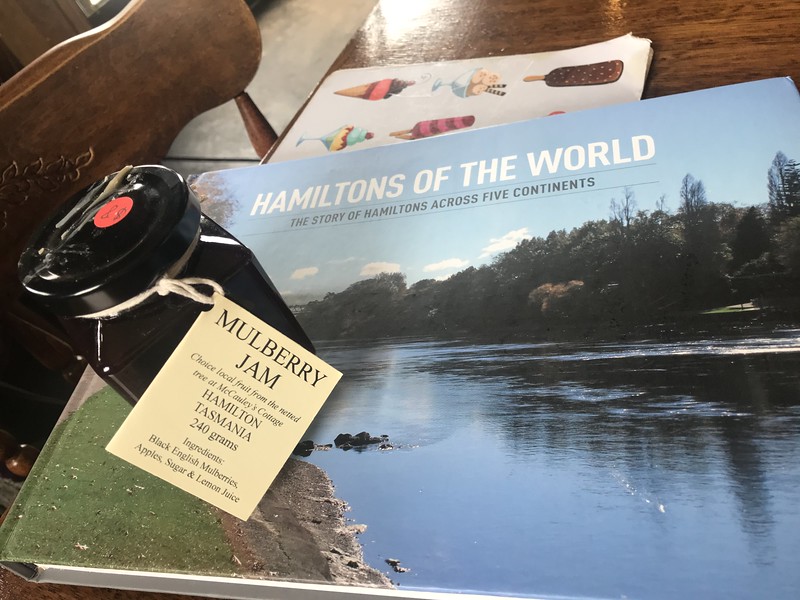 HAMILTONS OF THE WORLD
THE STORY OF HAMILTONS ACROSS FIVE CONTINENTS
MULBERRY
JAM
Choice local fruit from the netted
tree at McCauley's Cottage
HAMILTON
TASMANIA
240 grams
Ingredients:
Black English Mulberries,
Apples, Sugar & Lemon Juice